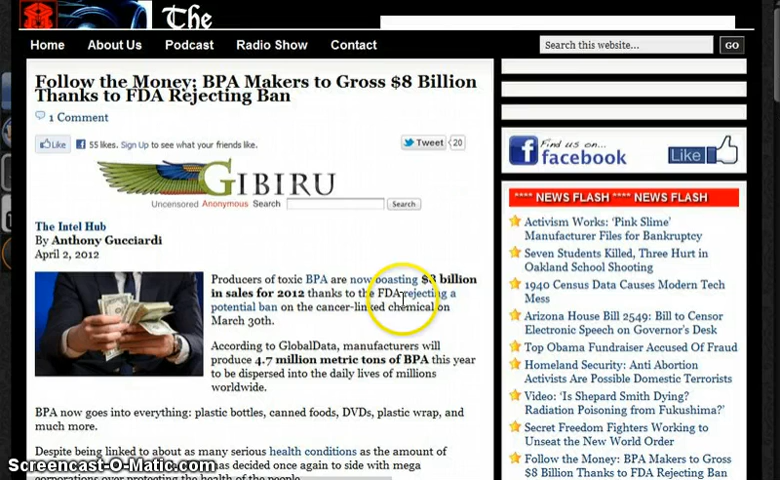 The
Home About Us Podcast Radio Show Contact
Search this website... GO
Follow the Money: BPA Makers to Gross $8 Billion
Thanks to FDA Rejecting Ban
1 Comment
Like 55 likes. Sign Up to see what your friends like. Tweet 20
GIBIRU
Uncensored Anonymous Search Search
The Intel Hub
By Anthony Gucciardi
April 2, 2012
Producers of toxic BPA are now boasting $8 billion
in sales for 2012 thanks to the FDA rejecting a
potential ban on the cancer-linked chemical on
March 30th.
According to GlobalData, manufacturers will
produce 4.7 million metric tons of BPA this year
to be dispersed into the daily lives of millions
worldwide.
BPA now goes into everything: plastic bottles, canned foods, DVDs, plastic wrap, and
much more.
Despite being linked to about as many serious health conditions as the amount of
has decided once again to side with mega
corporations over protecting the health of the people
Find us on...
facebook Like
**** NEWS FLASH **** NEWS FLASH
Activism Works: ‘Pink Slime’
Manufacturer Files for Bankruptcy
Seven Students Killed, Three Hurt in
Oakland School Shooting
1940 Census Data Causes Modern Tech
Mess
Arizona House Bill 2549: Bill to Censor
Electronic Speech on Governor's Desk
Top Obama Fundraiser Accused Of Fraud
Homeland Security: Anti Abortion
Activists Are Possible Domestic Terrorists
Video: ‘Is Shepard Smith Dying?
Radiation Poisoning from Fukushima?’
Secret Freedom Fighters Working to
Unseat the New World Order
Follow the Money: BPA Makers to Gross
$8 Billion Thanks to FDA Rejecting Ban
Screencast-O-Matic.com